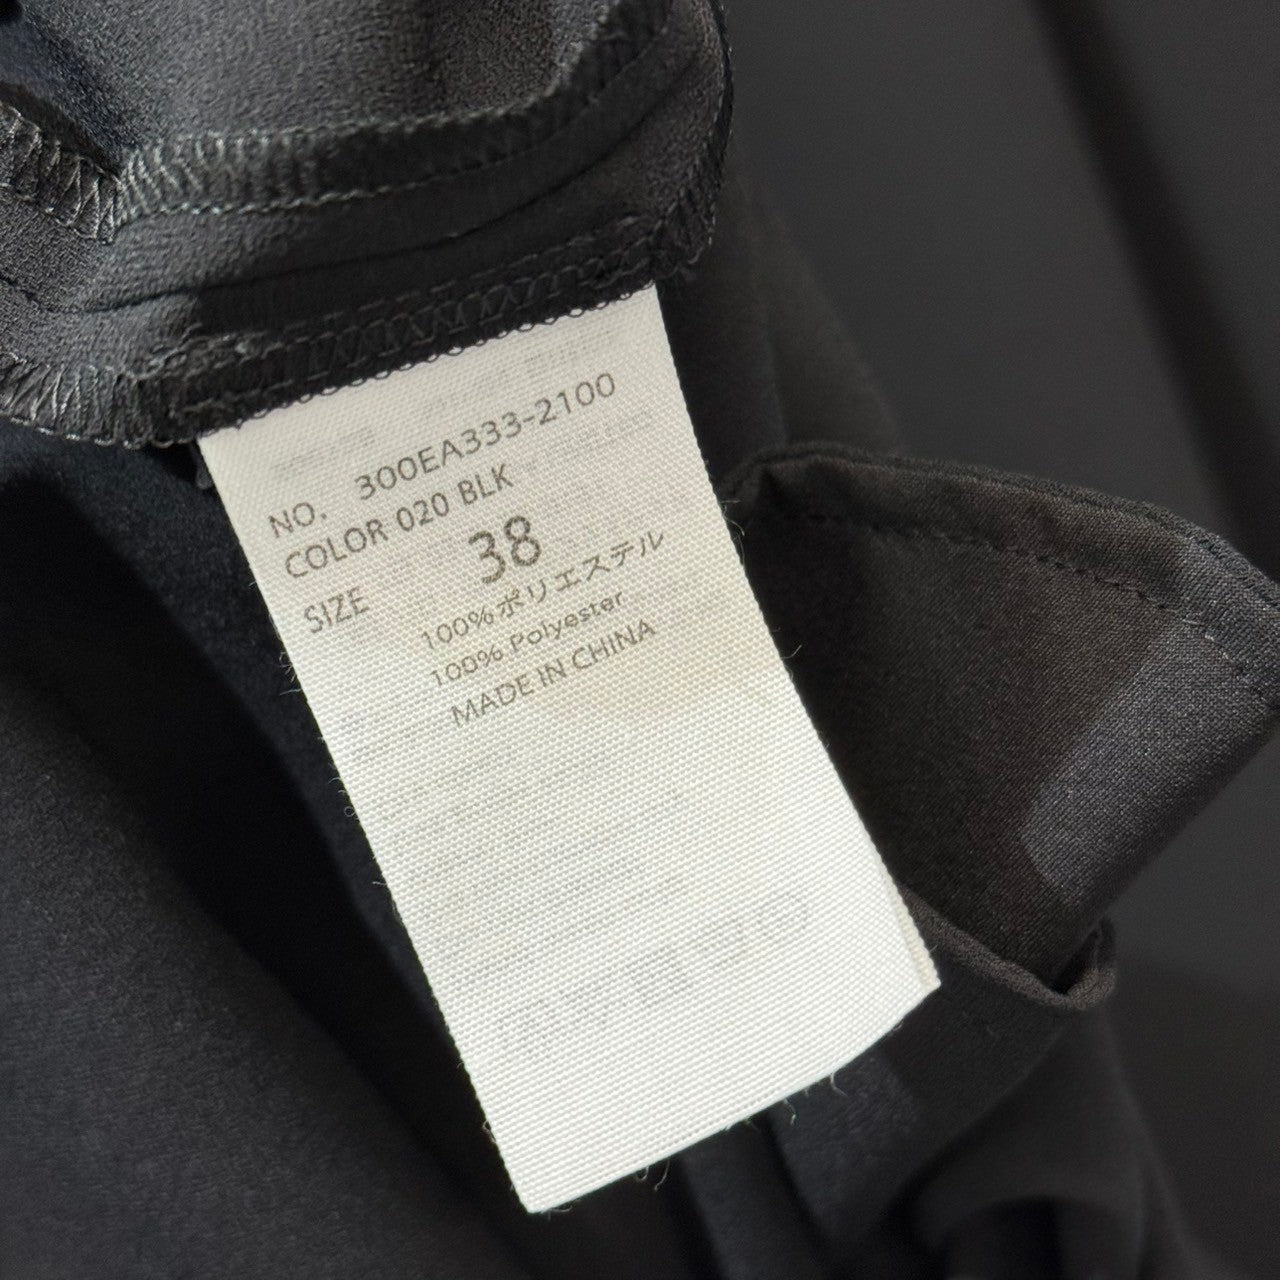 NO. 300EA333-2100
COLOR 020 BLK
SIZE 38
100%ポリエステル
100% Polyester
MADE IN CHINA